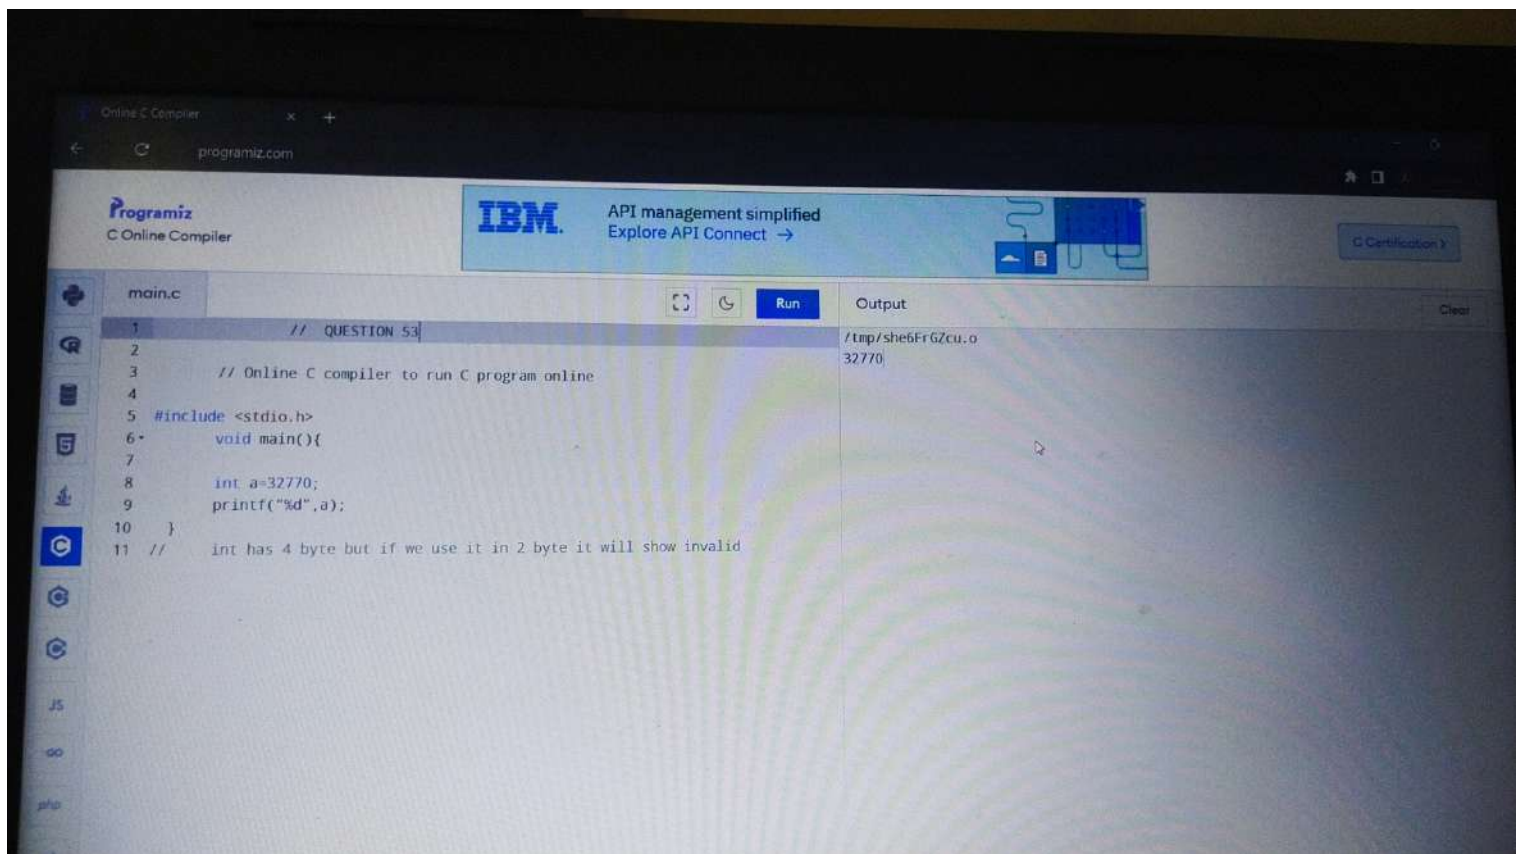 Online C Compiler
programiz.com
Programiz
C Online Compiler
IBM.
API management simplified
Explore API Connect →
C Certification >
main.c
Run
Output
Clear
1 // QUESTION 53
2
3 // Online C compiler to run C program online
4
5 #include <stdio.h>
6 void main(){
7
8 int a=32770;
9 printf("%d",a);
10 }
11 // int has 4 byte but if we use it in 2 byte it will show invalid
/tmp/she6FrGZcu.o
32770
JS
GO
php